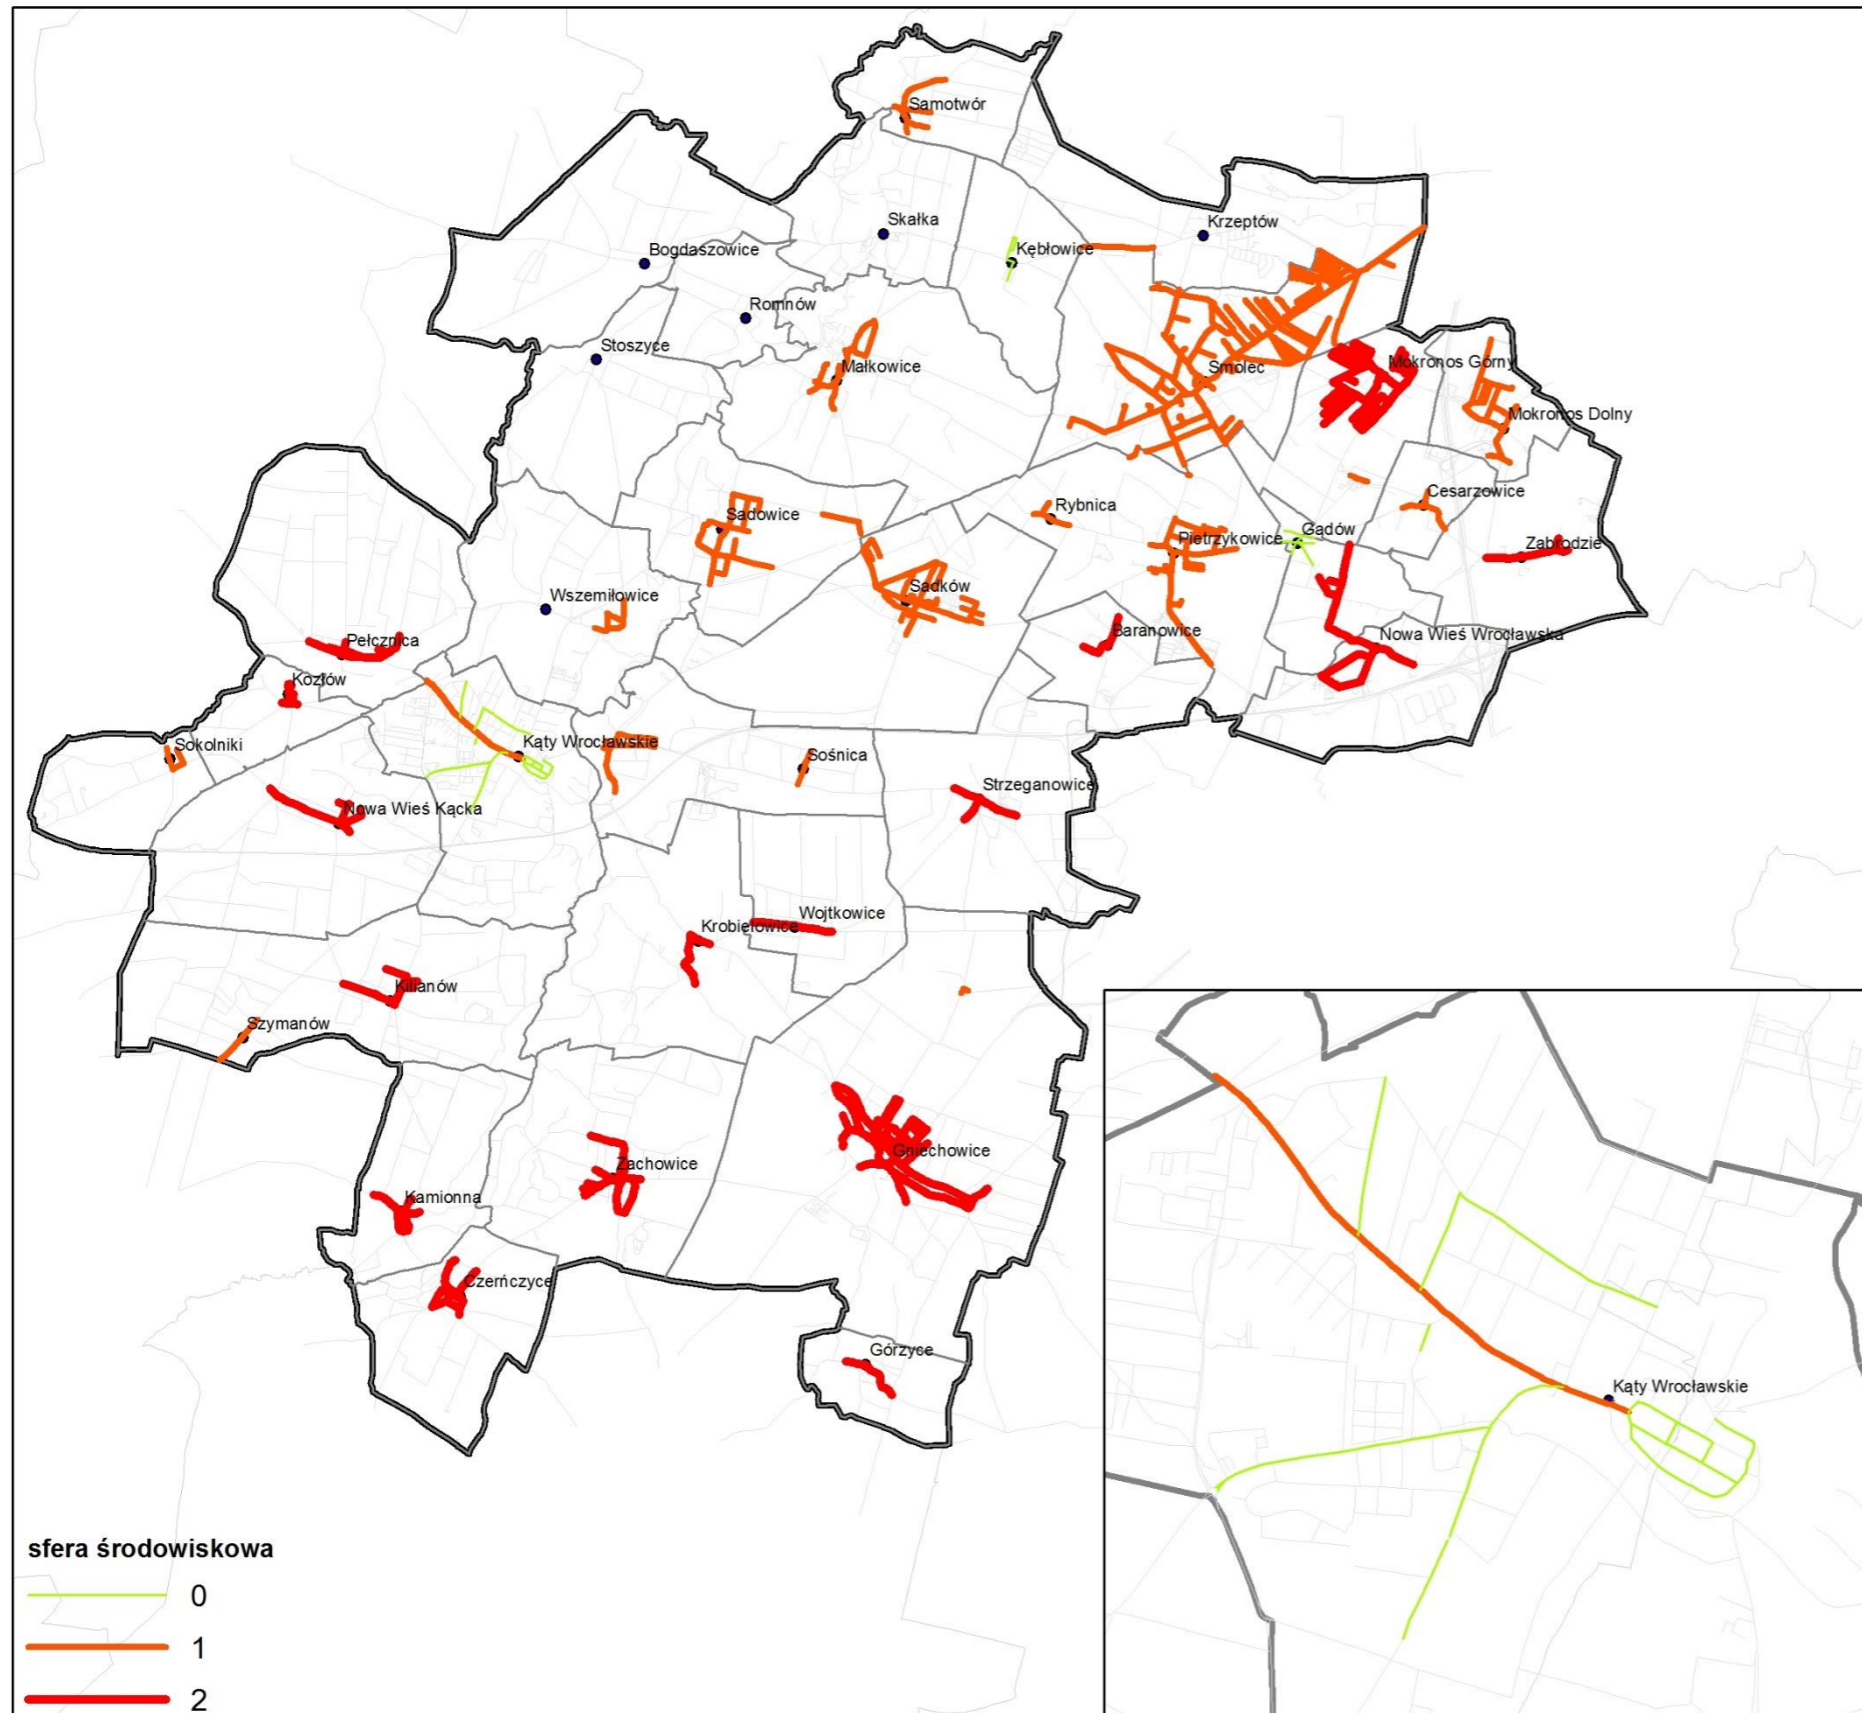 Samotwór
Skałka
Krzeptów
Bogdaszowice
Kębłowice
Romnów
Stoszyce
Małkowice
Smolec
Mokronos Górny
Mokronos Dolny
Cesarzowice
Rybnica
Sadowice
Gądów
Pietrzykowice
Zabrodzie
Sadków
Wszemiłowice
Baranowice
Nowa Wieś Wrocławska
Pełcznica
Kozłów
Sokolniki
Kąty Wrocławskie
Sośnica
Strzeganowice
Nowa Wieś Kącka
Wojtkowice
Krobielowice
Kilianów
Szymanów
Gniechowice
Zachowice
Kamionna
Czerńczyce
Górzyce
Kąty Wrocławskie
sfera środowiskowa
0
1
2